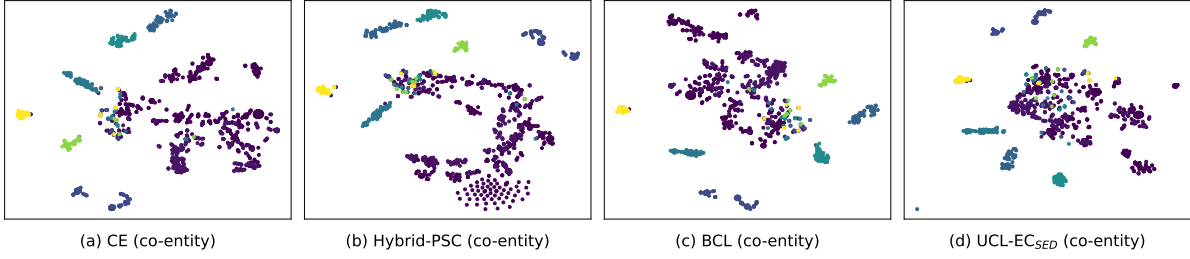 (a) CE (co-entity)
(b) Hybrid-PSC (co-entity)
(c) BCL (co-entity)
(d) UCL-EC_SED (co-entity)